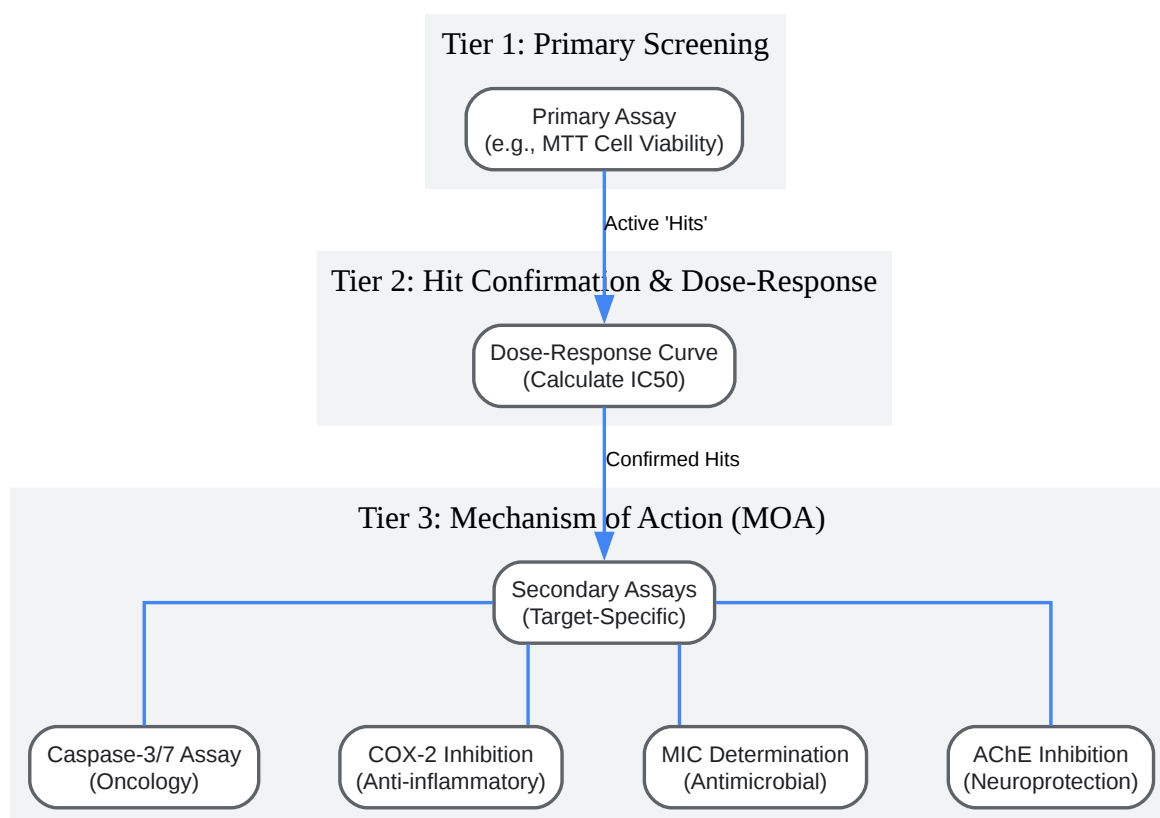 Tier 1: Primary Screening
Primary Assay
(e.g., MTT Cell Viability)
Active 'Hits'
Tier 2: Hit Confirmation & Dose-Response
Dose-Response Curve
(Calculate IC50)
Confirmed Hits
Tier 3: Mechanism of Action (MOA)
Secondary Assays
(Target-Specific)
Caspase-3/7 Assay
(Oncology)
COX-2 Inhibition
(Anti-inflammatory)
MIC Determination
(Antimicrobial)
AChE Inhibition
(Neuroprotection)